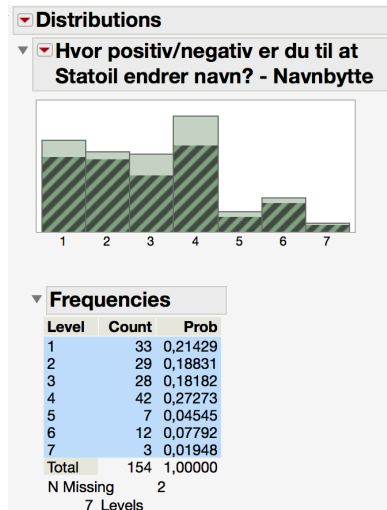 Distributions
Hvor positiv/negativ er du til at
Statoil endrer navn? - Navnbytte
1 2 3 4 5 6 7
Frequencies
Level Count Prob
1 33 0,21429
2 29 0,18831
3 28 0,18182
4 42 0,27273
5 7 0,04545
6 12 0,07792
7 3 0,01948
Total 154 1,00000
N Missing 2
7 Levels